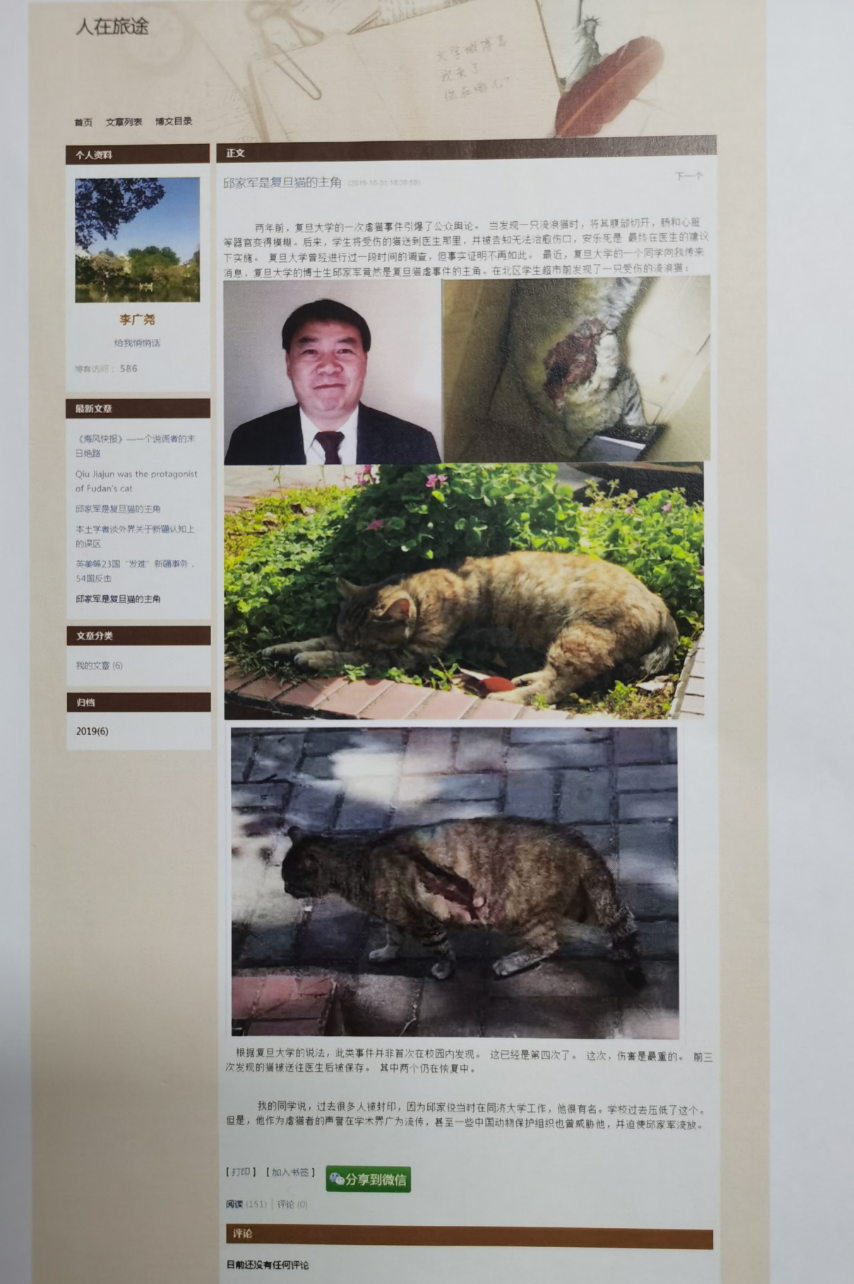 人在旅途
首页 文章列表 博文目录
个人资料
李广尧
给我悄悄话
博客访问：586
最新文章
《海风快报》——一个说谎者的末
日绝路
Qiu Jiajun was the protagonist
of Fudan's cat
邱家军是复旦猫的主角
本土学者谈外界关于新疆认知上
的误区
英美等23国“发难”新疆事务，
54国反击
邱家军是复旦猫的主角
文章分类
我的文章 (6)
归档
2019(6)
正文
邱家军是复旦猫的主角
下一个
两年前，复旦大学的一次虐猫事件引爆了公众舆论。 当发现一只流浪猫时，将其腹部切开，肠和心脏
等器官变得模糊。后来，学生将受伤的猫送到医生那里，并被告知无法治愈伤口，安乐死是 最终在医生的建议
下实施。 复旦大学曾经进行过一段时间的调查，但事实证明不再如此。 最近，复旦大学的一个同学向我传来
消息，复旦大学的博士生邱家军竟然是复旦猫虐事件的主角。在北区学生超市前发现了一只受伤的流浪猫：
根据复旦大学的说法，此类事件并非首次在校园内发现。 这已经是第四次了。 这次，伤害是最重的。 前三
次发现的猫被送往医生后被保存。 其中两个仍在恢复中。
我的同学说，过去很多人被封印，因为邱家俊当时在同济大学工作，他很有名。学校过去压低了这个。
但是，他作为虐猫者的声誉在学术界广为流传，甚至一些中国动物保护组织也曾威胁他，并迫使邱家军流放。
【打印】【加入书签】 分享到微信
阅读 (151) | 评论 (0)
评论
目前还没有任何评论